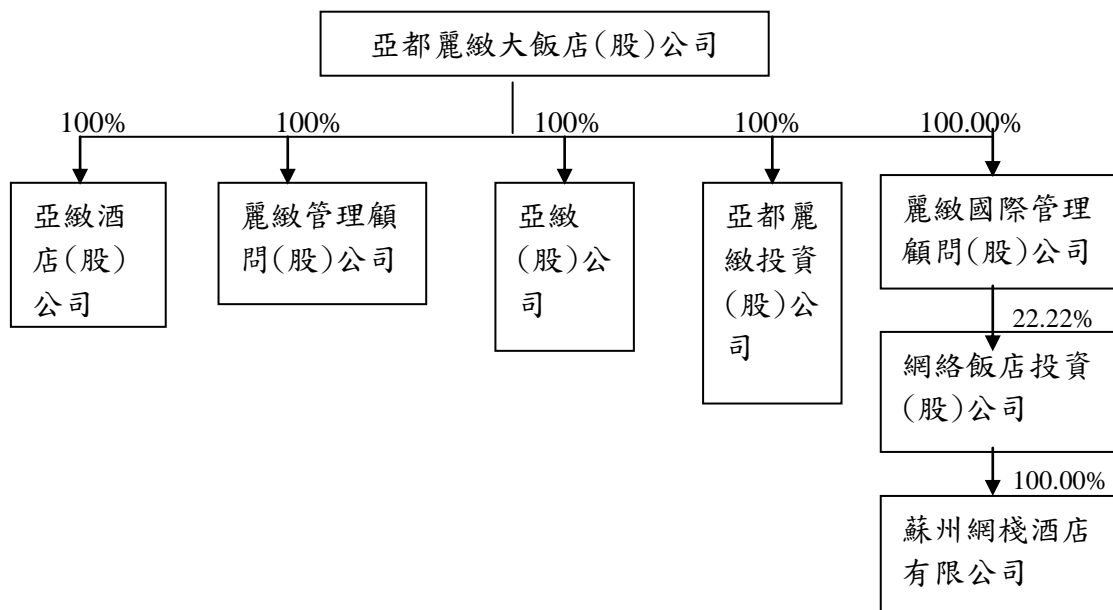 亞都麗緻大飯店(股)公司
100%
100%
100%
100%
100.00%
亞緻酒
店(股)
公司
麗緻管理顧
問(股)公司
亞緻
(股)公
司
亞都麗
緻投資
(股)公
司
麗緻國際管理
顧問(股)公司
22.22%
網絡飯店投資
(股)公司
100.00%
蘇州網棧酒店
有限公司